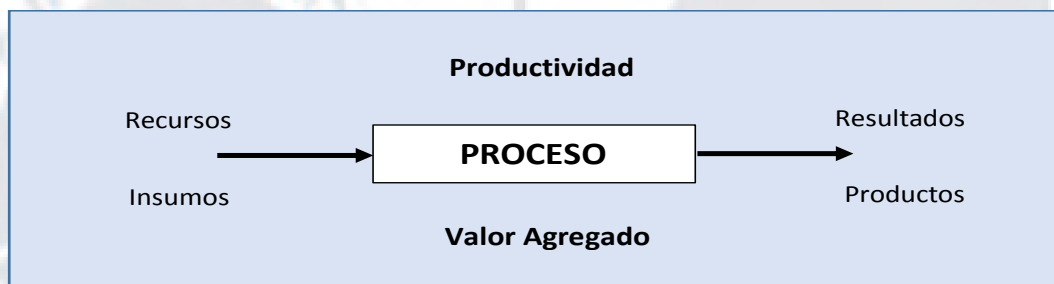 Productividad
Recursos
Resultados
PROCESO
Insumos
Productos
Valor Agregado